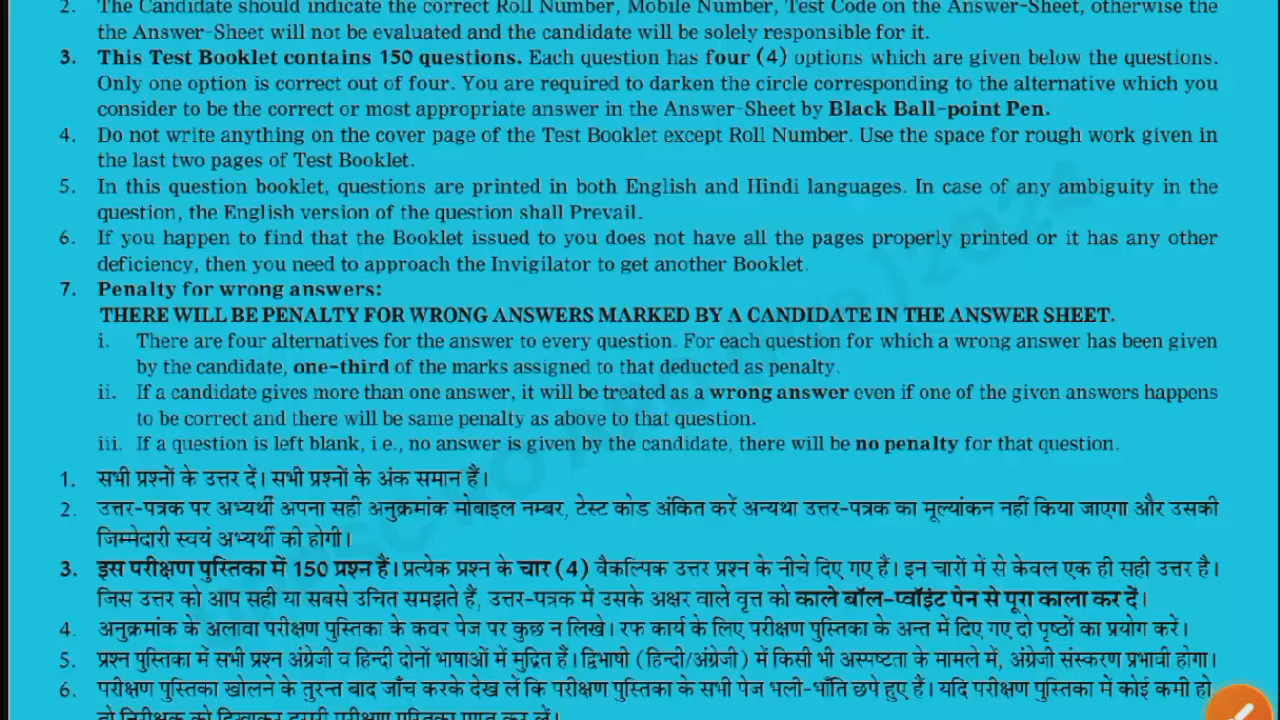 2. The Candidate should indicate the correct Roll Number, Mobile Number, Test Code on the Answer-Sheet, otherwise the
the Answer-Sheet will not be evaluated and the candidate will be solely responsible for it.
3. This Test Booklet contains 150 questions. Each question has four (4) options which are given below the questions.
Only one option is correct out of four. You are required to darken the circle corresponding to the alternative which you
consider to be the correct or most appropriate answer in the Answer-Sheet by Black Ball-point Pen.
4. Do not write anything on the cover page of the Test Booklet except Roll Number. Use the space for rough work given in
the last two pages of Test Booklet.
5. In this question booklet, questions are printed in both English and Hindi languages. In case of any ambiguity in the
question, the English version of the question shall Prevail.
6. If you happen to find that the Booklet issued to you does not have all the pages properly printed or it has any other
deficiency, then you need to approach the Invigilator to get another Booklet.
7. Penalty for wrong answers:
THERE WILL BE PENALTY FOR WRONG ANSWERS MARKED BY A CANDIDATE IN THE ANSWER SHEET.
i. There are four alternatives for the answer to every question. For each question for which a wrong answer has been given
by the candidate, one-third of the marks assigned to that deducted as penalty.
ii. If a candidate gives more than one answer, it will be treated as a wrong answer even if one of the given answers happens
to be correct and there will be same penalty as above to that question.
iii. If a question is left blank, i.e., no answer is given by the candidate, there will be no penalty for that question.
1. सभी प्रश्नों के उत्तर दें। सभी प्रश्नों के अंक समान हैं।
2. उत्तर-पत्रक पर अभ्यर्थी अपना सही अनुक्रमांक मोबाइल नम्बर, टेस्ट कोड अंकित करें अन्यथा उत्तर-पत्रक का मूल्यांकन नहीं किया जाएगा और उसकी
जिम्मेदारी स्वयं अभ्यर्थी की होगी।
3. इस परीक्षण पुस्तिका में 150 प्रश्न हैं। प्रत्येक प्रश्न के चार (4) वैकल्पिक उत्तर प्रश्न के नीचे दिए गए हैं। इन चारों में से केवल एक ही सही उत्तर है।
जिस उत्तर को आप सही या सबसे उचित समझते हैं, उत्तर-पत्रक में उसके अक्षर वाले वृत्त को काले बॉल-प्वॉइंट पेन से पूरा काला कर दें।
4. अनुक्रमांक के अलावा परीक्षण पुस्तिका के कवर पेज पर कुछ न लिखे। रफ कार्य के लिए परीक्षण पुस्तिका के अन्त में दिए गए दो पृष्ठों का प्रयोग करें।
5. प्रश्न पुस्तिका में सभी प्रश्न अंग्रेजी व हिन्दी दोनों भाषाओं में मुद्रित हैं। द्विभाषी (हिन्दी/अंग्रेजी) में किसी भी अस्पष्टता के मामले में, अंग्रेजी संस्करण प्रभावी होगा।
6. परीक्षण पुस्तिका खोलने के तुरन्त बाद जाँच करके देख लें कि परीक्षण पुस्तिका के सभी पेज भली-भाँति छपे हुए हैं। यदि परीक्षण पुस्तिका में कोई कमी हो